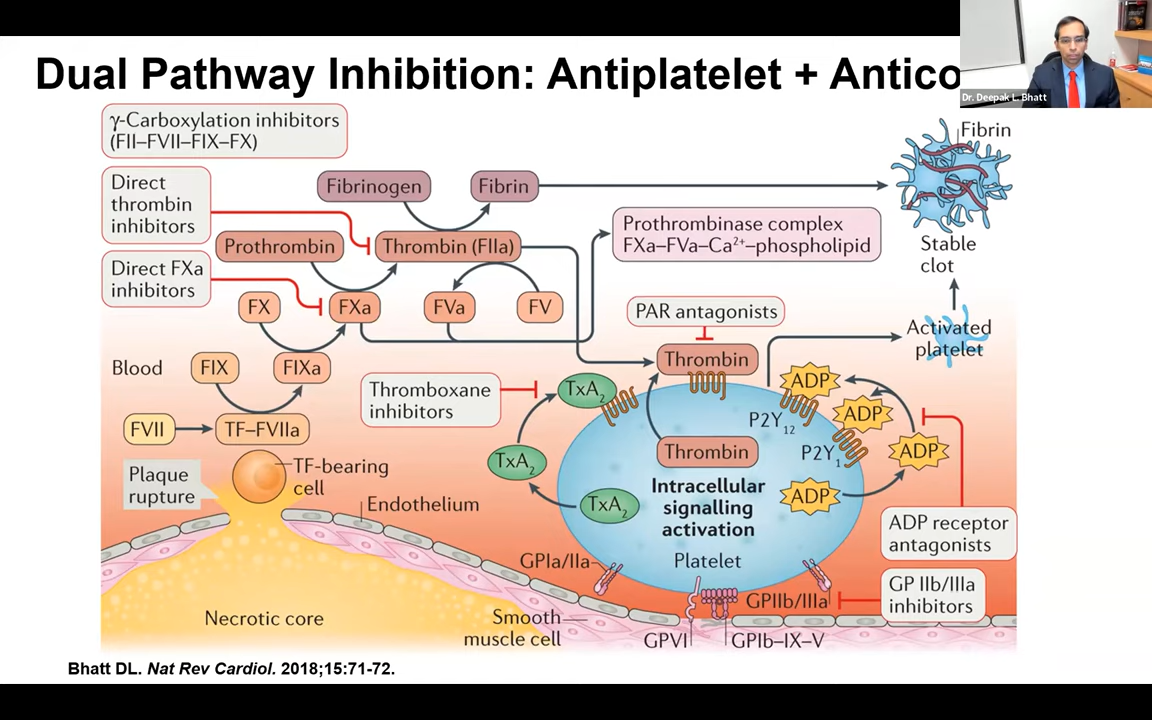 Dual Pathway Inhibition: Antiplatelet + Antico
Dr. Deepak L. Bhatt
γ-Carboxylation inhibitors
(FII–FVII–FIX–FX)
Direct
thrombin
inhibitors
Fibrinogen
Fibrin
Fibrin
Prothrombin
Thrombin (FIIa)
Prothrombinase complex
FXa–FVa–Ca²⁺–phospholipid
Stable
clot
Direct FXa
inhibitors
FX
FXa
FVa
FV
PAR antagonists
Activated
platelet
Blood
FIX
FIXa
Thromboxane
inhibitors
TxA₂
Thrombin
ADP
P2Y₁₂
ADP
FVII
TF–FVIIa
TxA₂
Thrombin
P2Y₁
ADP
Plaque
rupture
TF-bearing
cell
Endothelium
TxA₂
Intracellular
signalling
activation
ADP
ADP receptor
antagonists
GPIa/IIa
Platelet
GPIIb/IIIa
GP IIb/IIIa
inhibitors
Necrotic core
Smooth
muscle cell
GPVI
GPIb–IX–V
Bhatt DL. Nat Rev Cardiol. 2018;15:71-72.